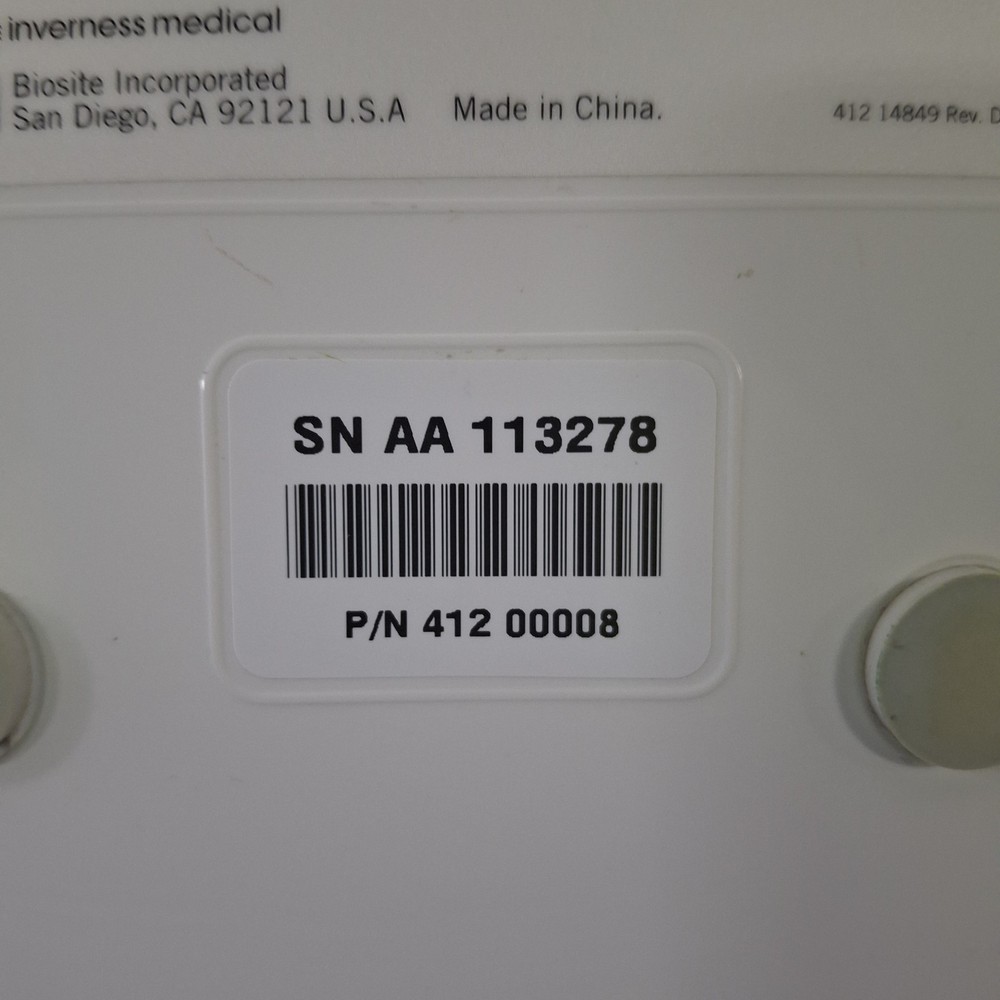 inverness medical
Biosite Incorporated
San Diego, CA 92121 U.S.A Made in China. 412 14849 Rev. D
SN AA 113278
P/N 412 00008